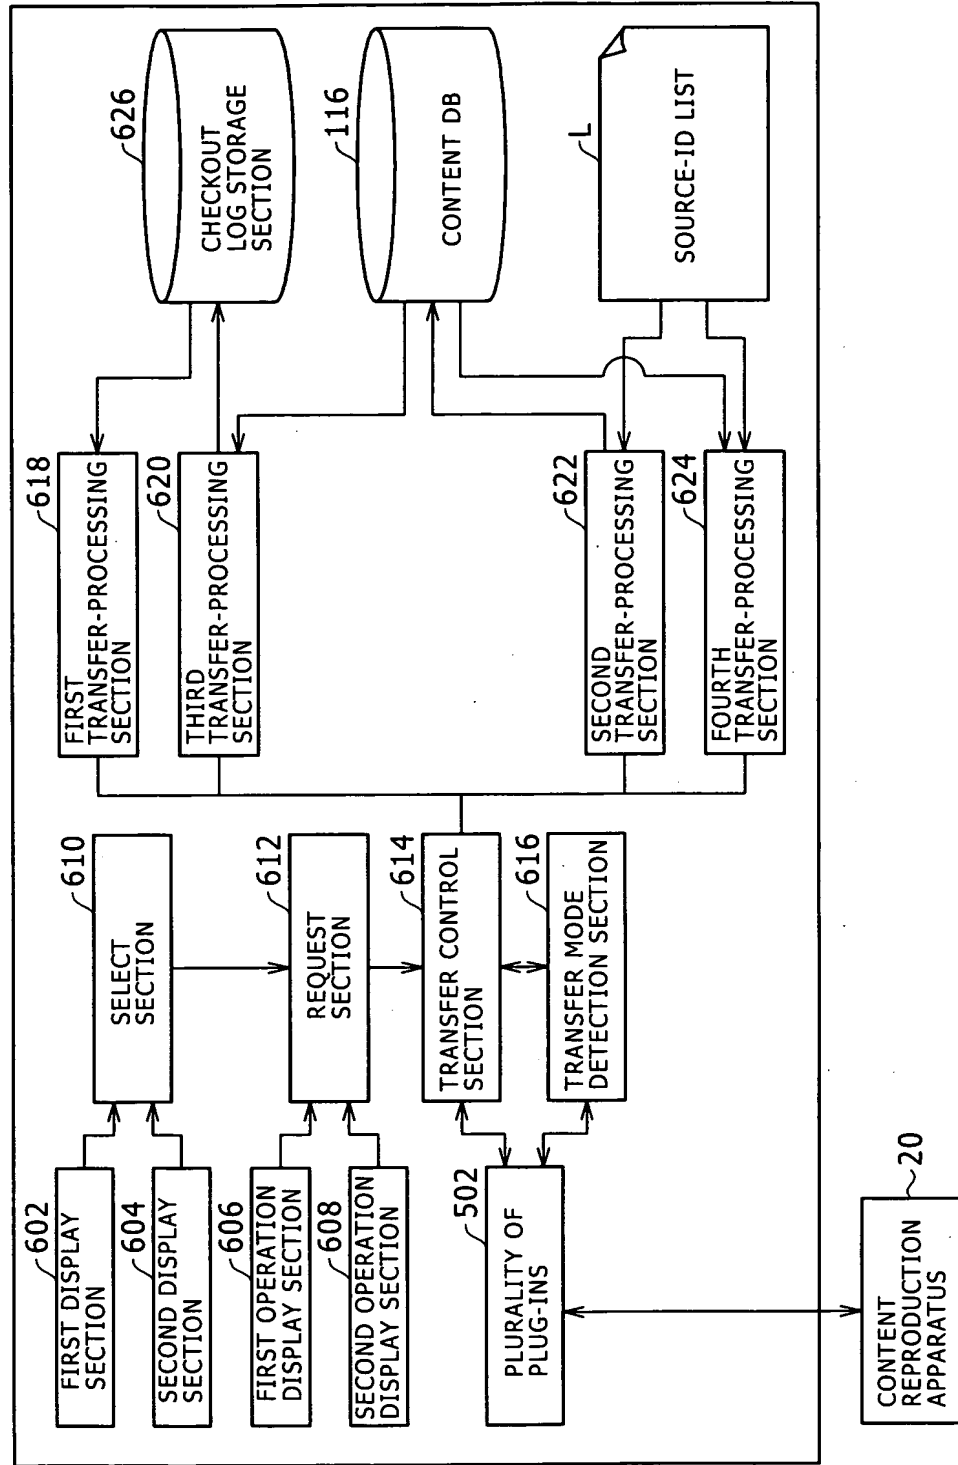 602
FIRST DISPLAY
SECTION
604
SECOND DISPLAY
SECTION
606
FIRST OPERATION
DISPLAY SECTION
608
SECOND OPERATION
DISPLAY SECTION
502
PLURALITY OF
PLUG-INS
20
CONTENT
REPRODUCTION
APPARATUS
610
SELECT
SECTION
612
REQUEST
SECTION
614
TRANSFER CONTROL
SECTION
616
TRANSFER MODE
DETECTION SECTION
618
FIRST
TRANSFER-PROCESSING
SECTION
620
THIRD
TRANSFER-PROCESSING
SECTION
622
SECOND
TRANSFER-PROCESSING
SECTION
624
FOURTH
TRANSFER-PROCESSING
SECTION
626
CHECKOUT
LOG STORAGE
SECTION
116
CONTENT DB
L
SOURCE-ID LIST